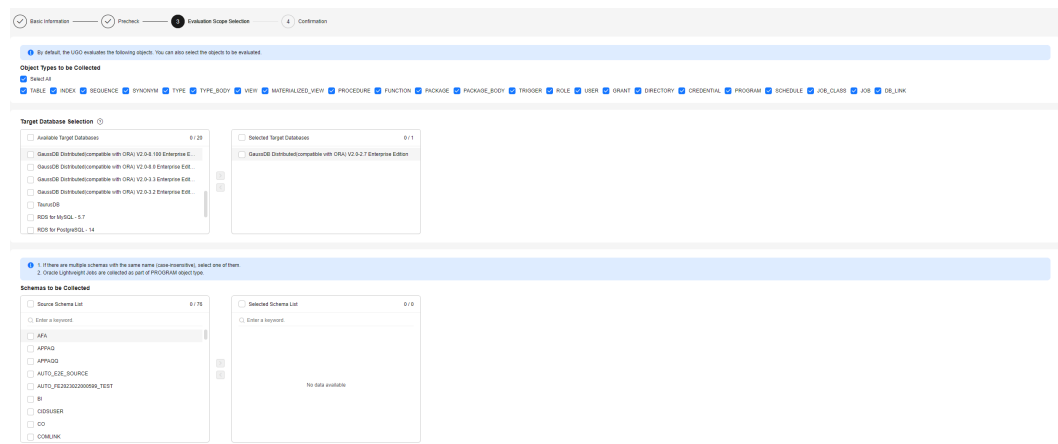 Basic Information
Precheck
3 Evaluation Scope Selection
4 Confirmation
By default, the UGO evaluates the following objects. You can also select the objects to be evaluated.
Object Types to be Collected
Select All
TABLE INDEX SEQUENCE SYNONYM TYPE TYPE_BODY VIEW MATERIALIZED_VIEW PROCEDURE FUNCTION PACKAGE PACKAGE_BODY TRIGGER ROLE USER GRANT DIRECTORY CREDENTIAL PROGRAM SCHEDULE JOB_CLASS JOB DB_LINK
Target Database Selection
Available Target Databases 0 / 20
GaussDB Distributed(compatible with ORA) V2.0-8.100 Enterprise E...
GaussDB Distributed(compatible with ORA) V2.0-8.0 Enterprise Edit...
GaussDB Distributed(compatible with ORA) V2.0-3.3 Enterprise Edit...
GaussDB Distributed(compatible with ORA) V2.0-3.2 Enterprise Edit...
TaurusDB
RDS for MySQL - 5.7
RDS for PostgreSQL - 14
Selected Target Databases 0 / 1
GaussDB Distributed(compatible with ORA) V2.0-2.7 Enterprise Edition
1. If there are multiple schemas with the same name (case-insensitive), select one of them
2. Oracle Lightweight Jobs are collected as part of PROGRAM object type.
Schemas to be Collected
Source Schema List 0 / 76
Enter a keyword
AFA
APPAQ
APPAQQ
AUTO_E2E_SOURCE
AUTO_FE2023022000599_TEST
BI
CIDSUSER
CO
COMLINK
Selected Schema List 0 / 0
Enter a keyword
No data available